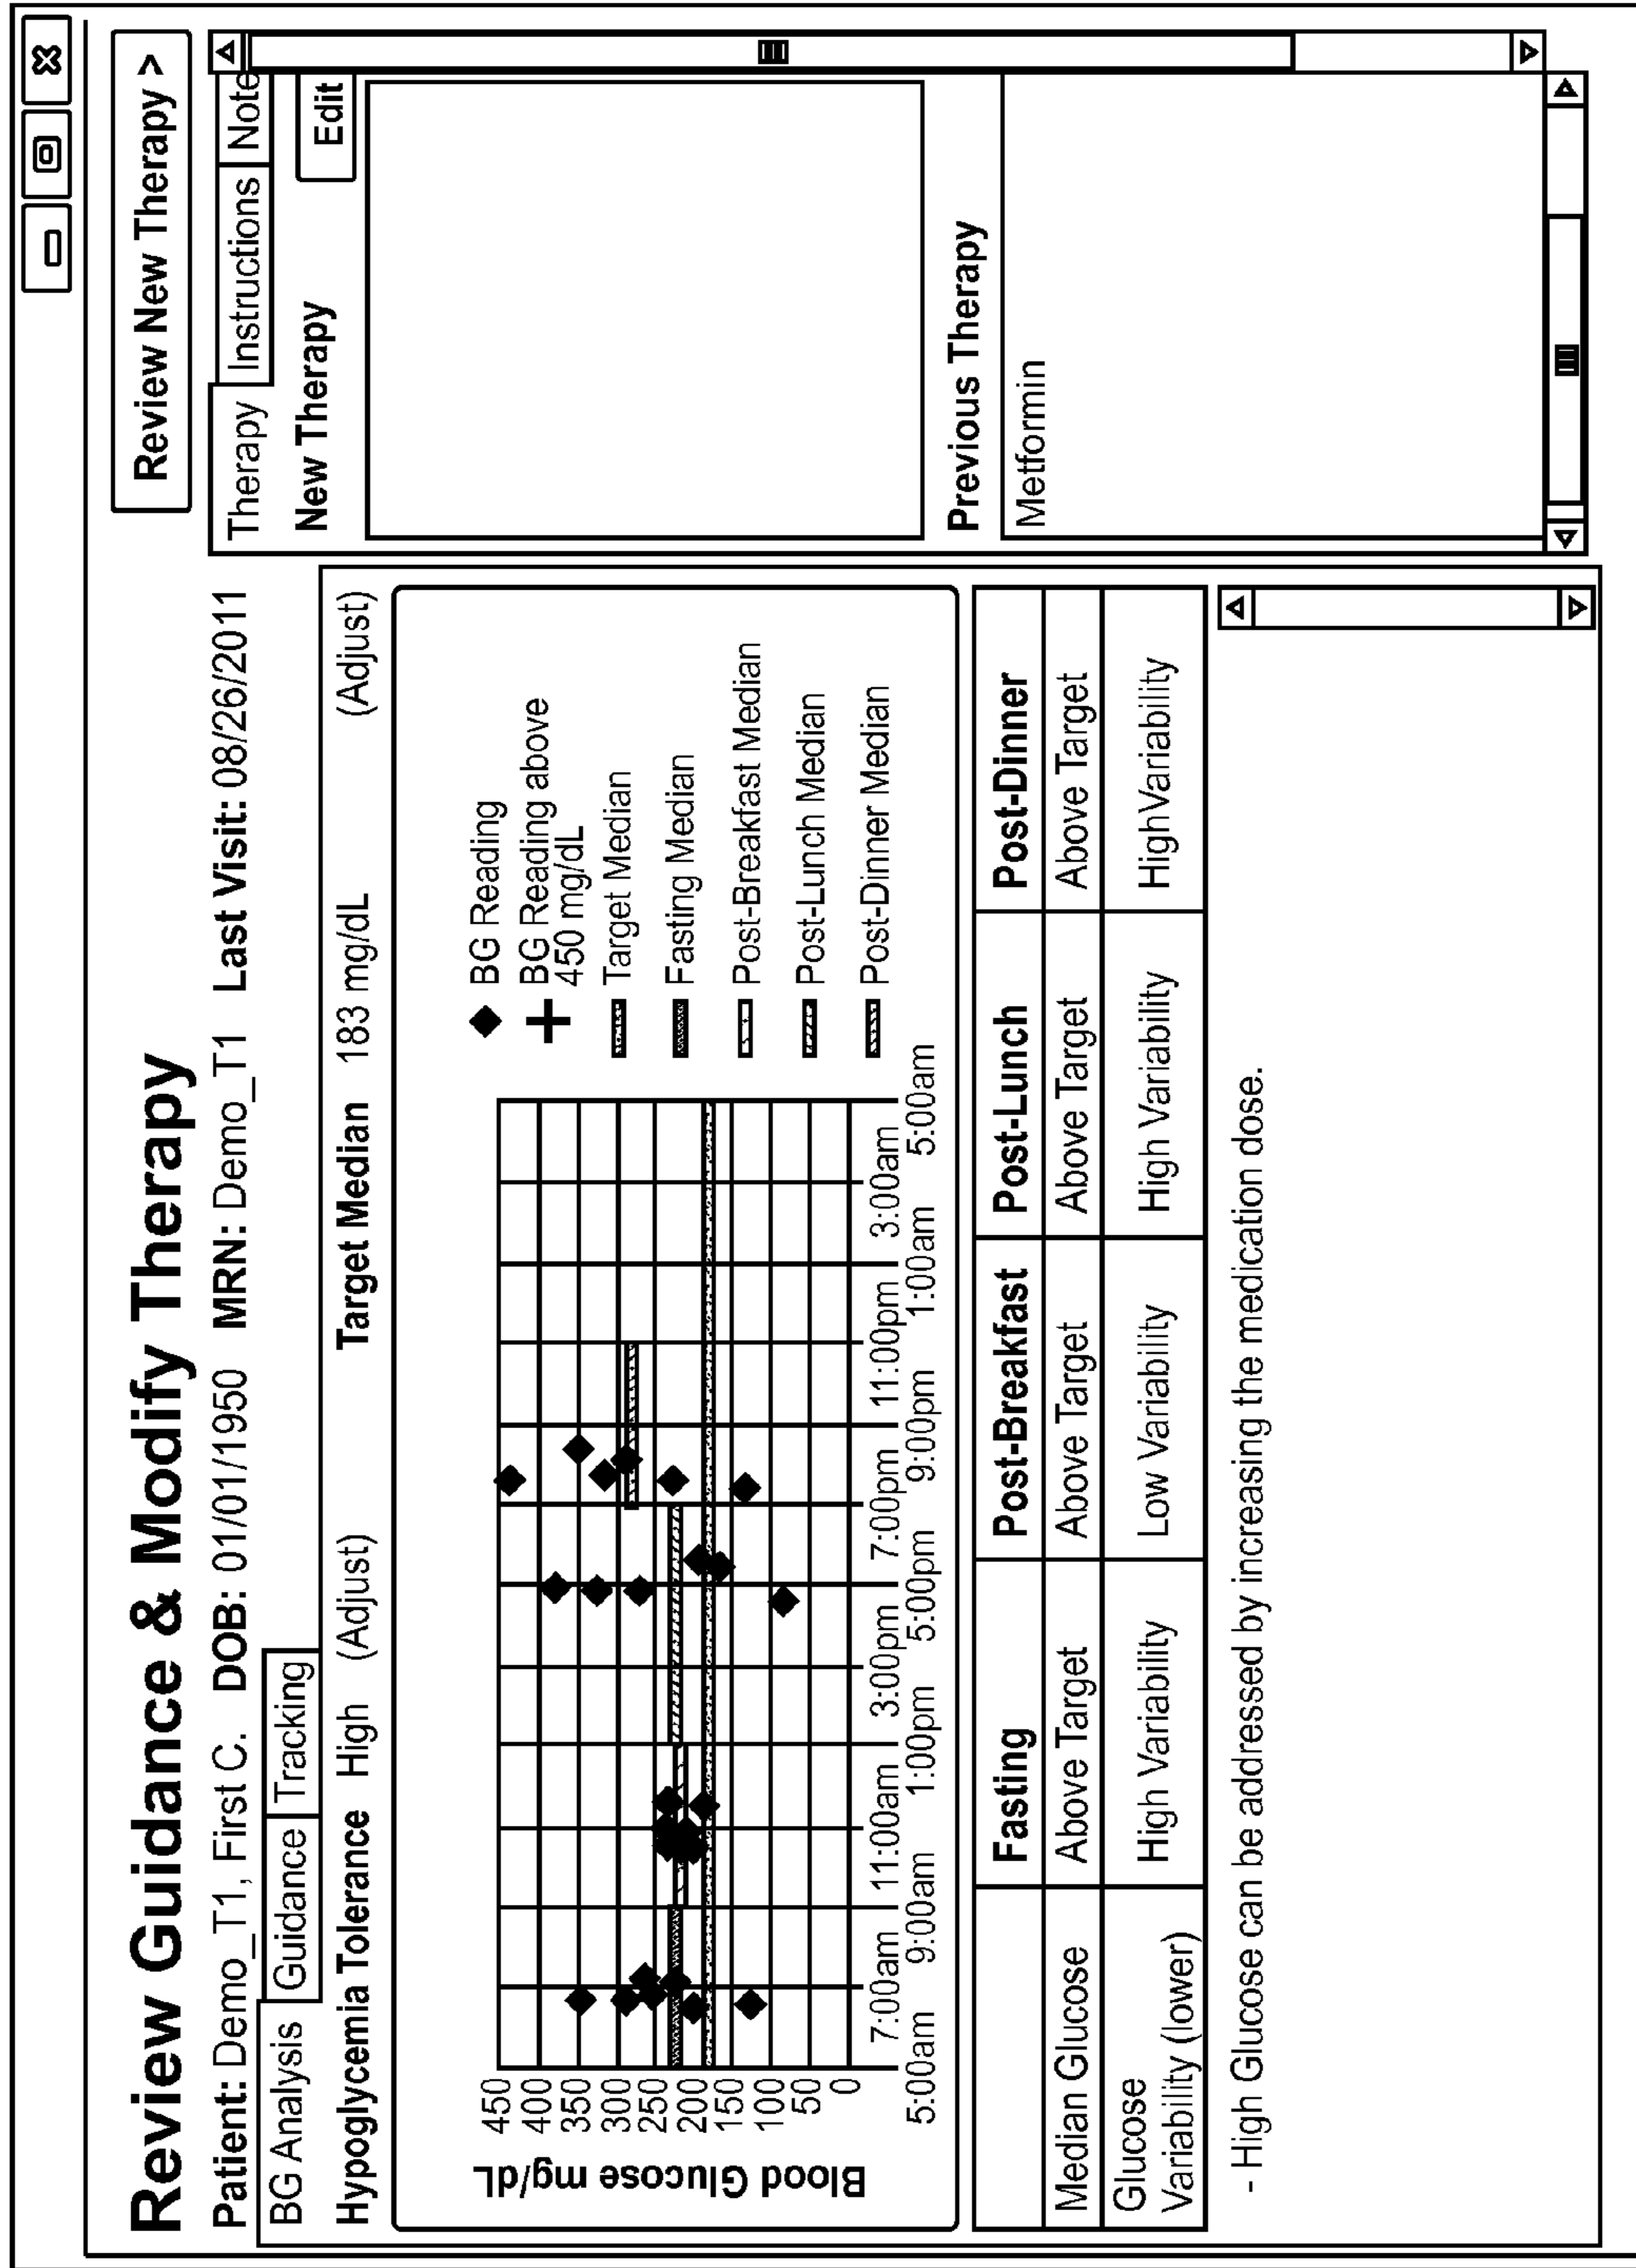 Review Guidance & Modify Therapy
Review New Therapy >
Patient: Demo_T1, First C. DOB: 01/01/1950 MRN: Demo_T1 Last Visit: 08/26/2011
BG Analysis Guidance Tracking
Hypoglycemia Tolerance High (Adjust) Target Median 183 mg/dL (Adjust)
Blood Glucose mg/dL
450
400
350
300
250
200
150
100
50
0
7:00am 11:00am 3:00pm 7:00pm 11:00pm 3:00am
5:00am 9:00am 1:00pm 5:00pm 9:00pm 1:00am 5:00am
BG Reading
BG Reading above
450 mg/dL
Target Median
Fasting Median
Post-Breakfast Median
Post-Lunch Median
Post-Dinner Median
Fasting Post-Breakfast Post-Lunch Post-Dinner
Median Glucose Above Target Above Target Above Target Above Target
Glucose
Variability (lower) High Variability Low Variability High Variability HighVariability
- High Glucose can be addressed by increasing the medication dose.
Therapy Instructions Note
New Therapy Edit
Previous Therapy
Metformin